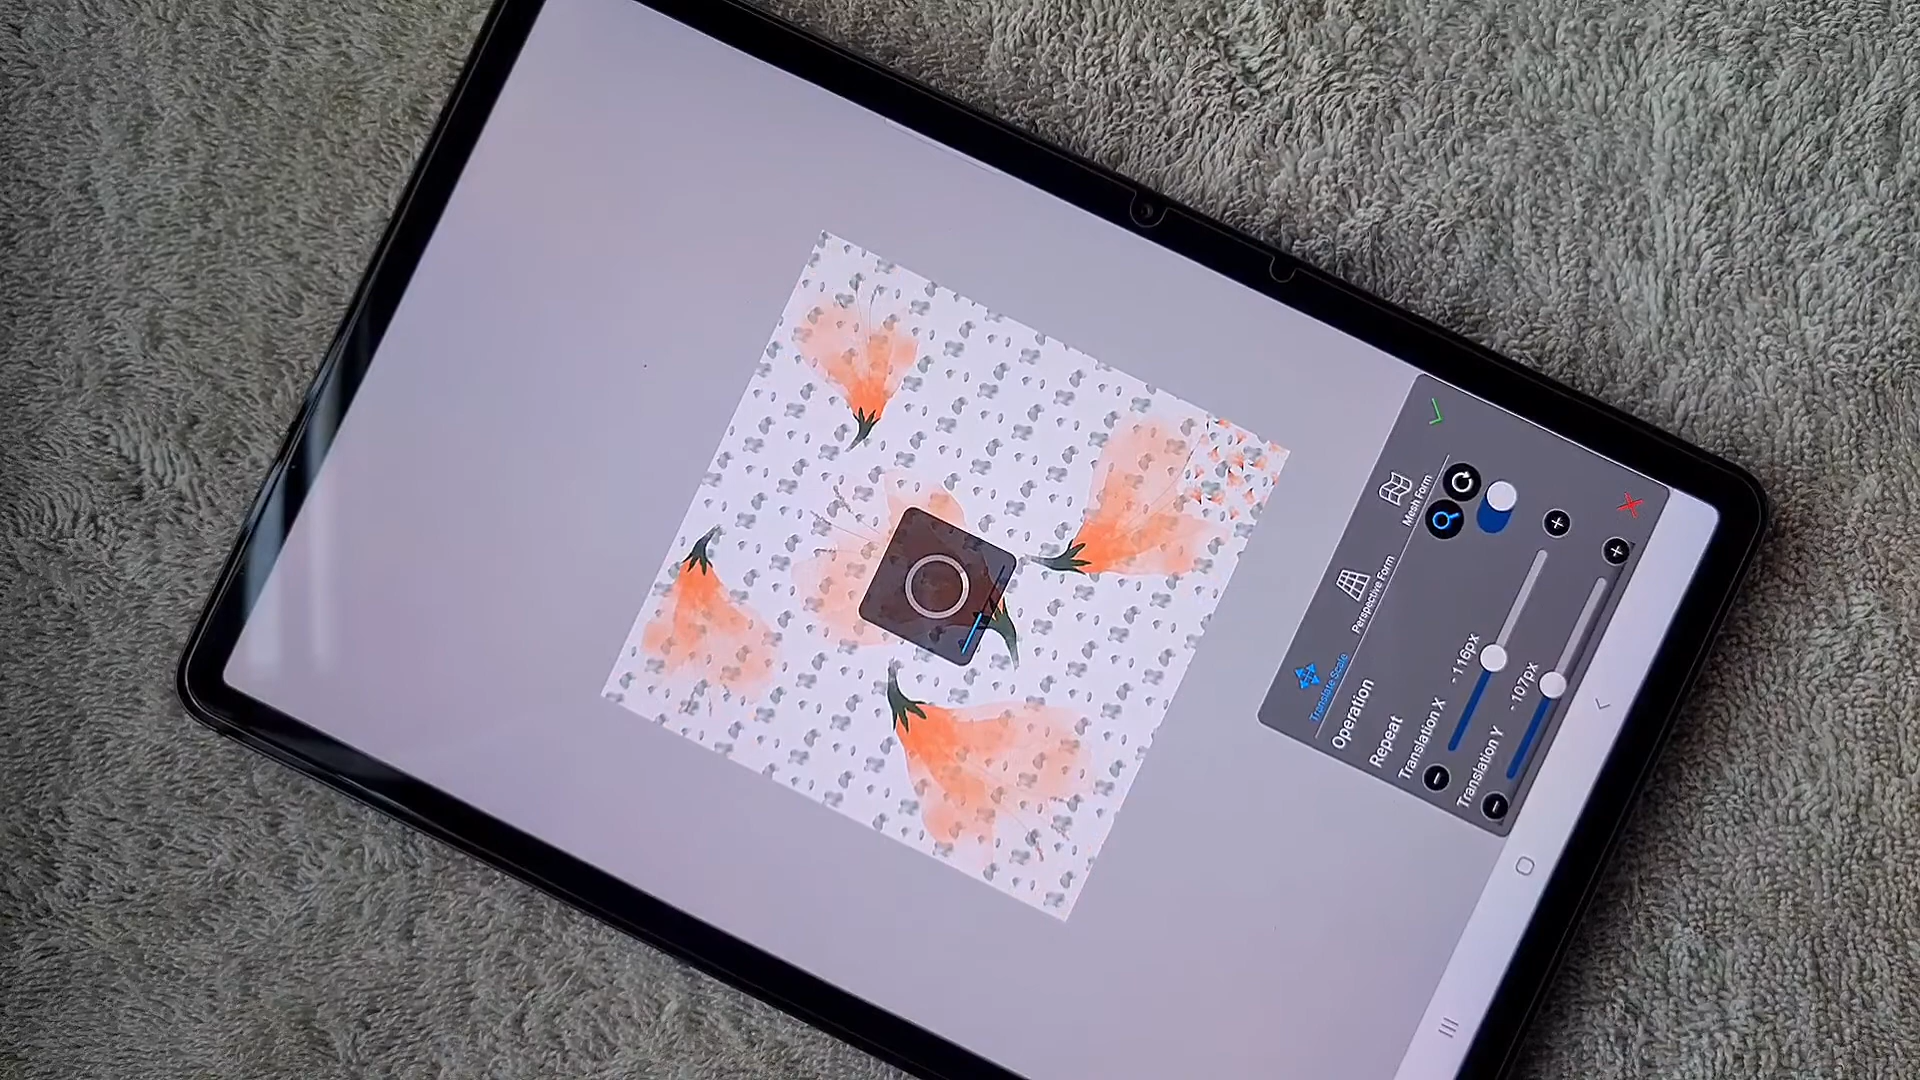 Translate Scale
Perspective Form
Mesh Form
Operation
Repeat
Translation X
-116px
Translation Y
-107px